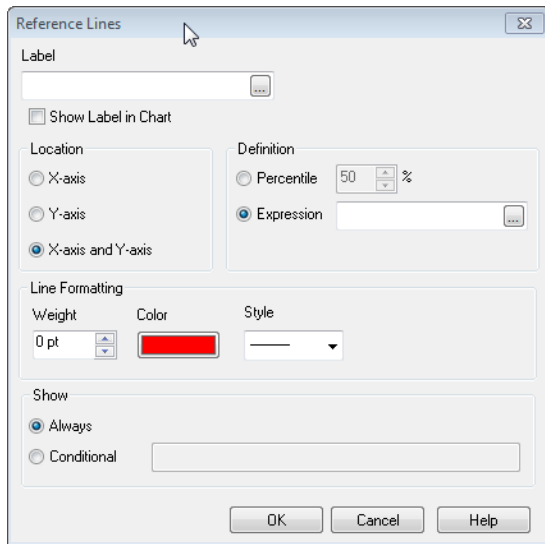 Reference Lines
Label
...
Show Label in Chart
Location
X-axis
Y-axis
X-axis and Y-axis
Definition
Percentile 50 %
Expression ...
Line Formatting
Weight Color Style
0 pt
Show
Always
Conditional
OK Cancel Help